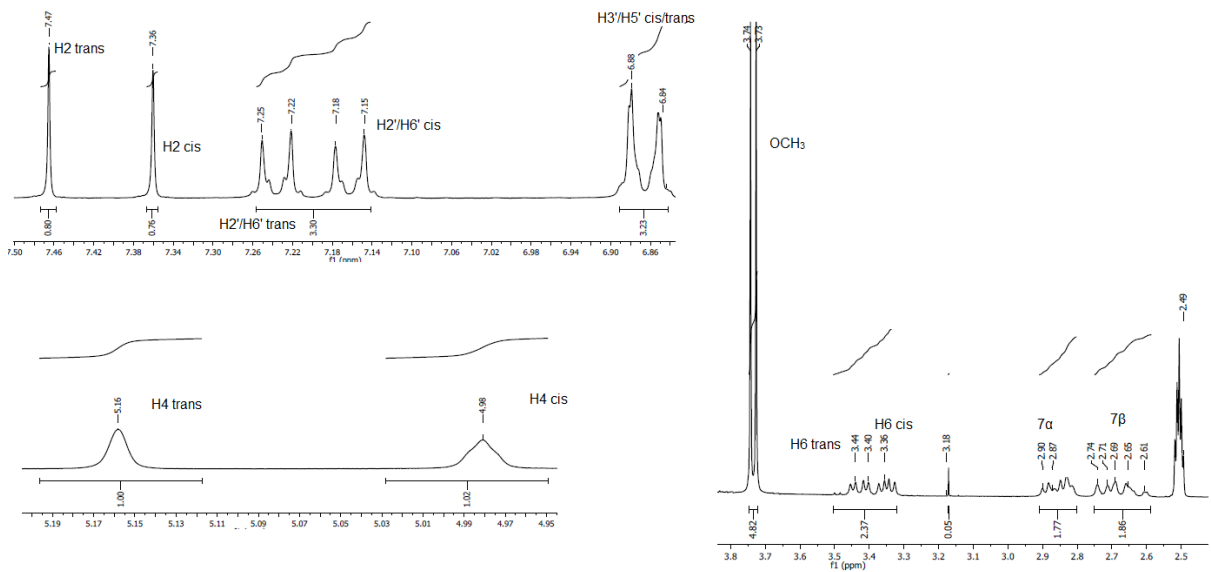 7.47
7.36
H2 trans
H2 cis
7.25
7.22
7.18
7.15
H2'/H6' cis
H3'/H5' cis/trans
6.88
6.84
H2'/H6' trans
0.80
0.76
3.30
3.23
7.50 7.46 7.42 7.38 7.34 7.30 7.26 7.22 7.18 7.14 7.10 7.06 7.02 6.98 6.94 6.90 6.86
f1 (ppm)
5.16
H4 trans
4.98
H4 cis
1.00
1.02
5.19 5.17 5.15 5.13 5.11 5.09 5.07 5.05 5.03 5.01 4.99 4.97 4.95
3.74
3.73
OCH₃
H6 trans
3.44
3.40
H6 cis
3.36
3.18
7α
2.90
2.87
7β
2.74
2.71
2.69
2.65
2.61
2.49
4.82
2.37
0.05
1.77
1.86
3.8 3.7 3.6 3.5 3.4 3.3 3.2 3.1 3.0 2.9 2.8 2.7 2.6 2.5
f1 (ppm)